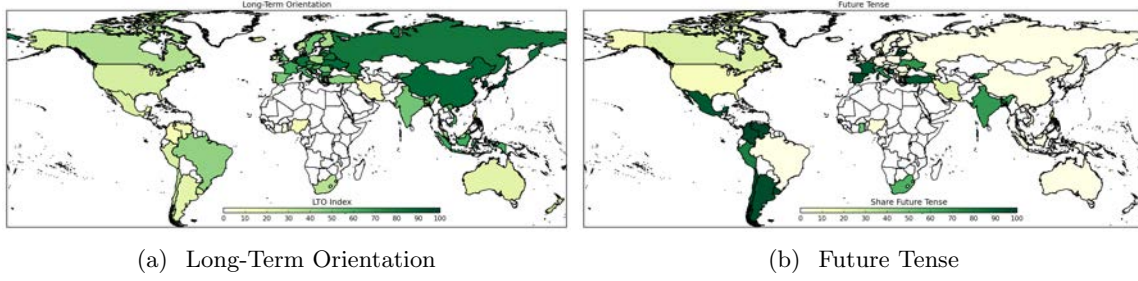 Long-Term Orientation
LTO Index
0 10 20 30 40 50 60 70 80 90 100
Future Tense
Share Future Tense
0 10 20 30 40 50 60 70 80 90 100
(a) Long-Term Orientation
(b) Future Tense